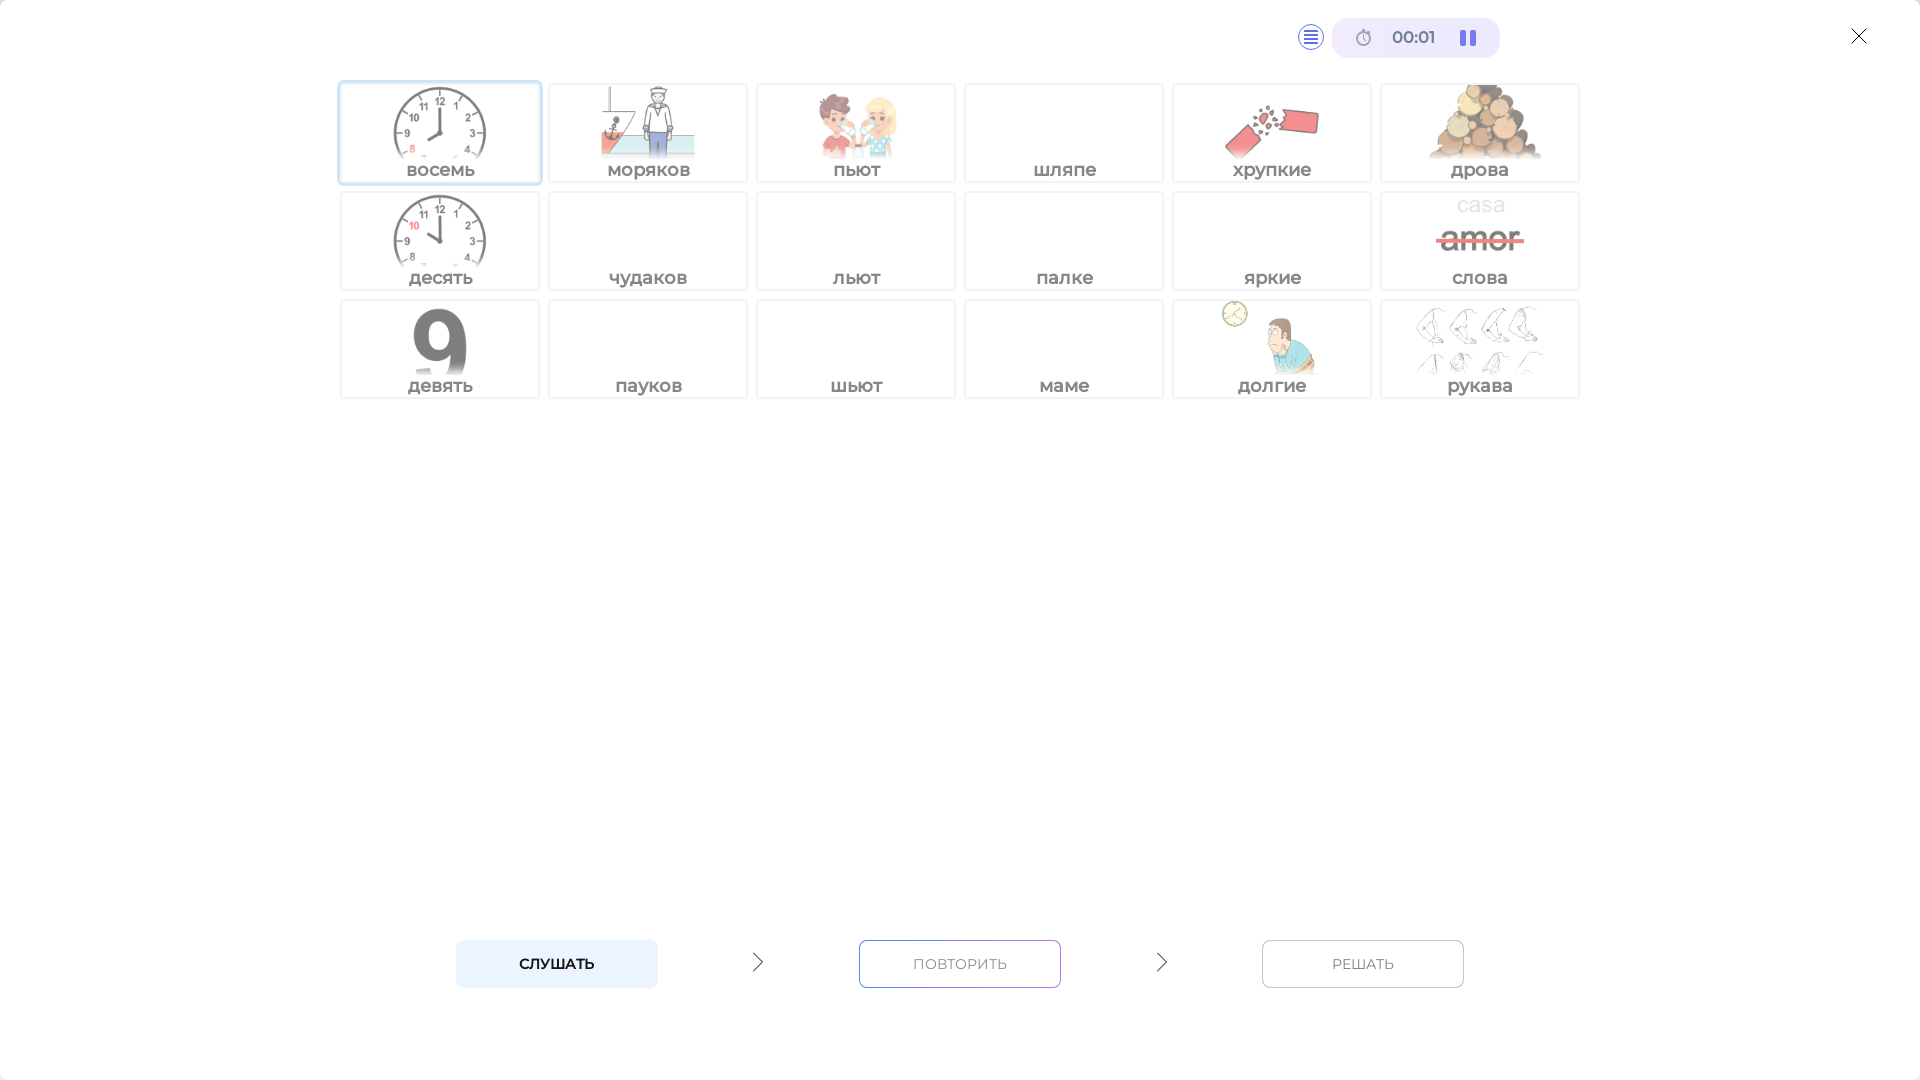 00:01
восемь
моряков
пьют
шляпе
хрупкие
дрова
десять
чудаков
льют
палке
яркие
casa
amor
слова
9
девять
пауков
шьют
маме
долгие
рукава
СЛУШАТЬ
ПОВТОРИТЬ
РЕШАТЬ